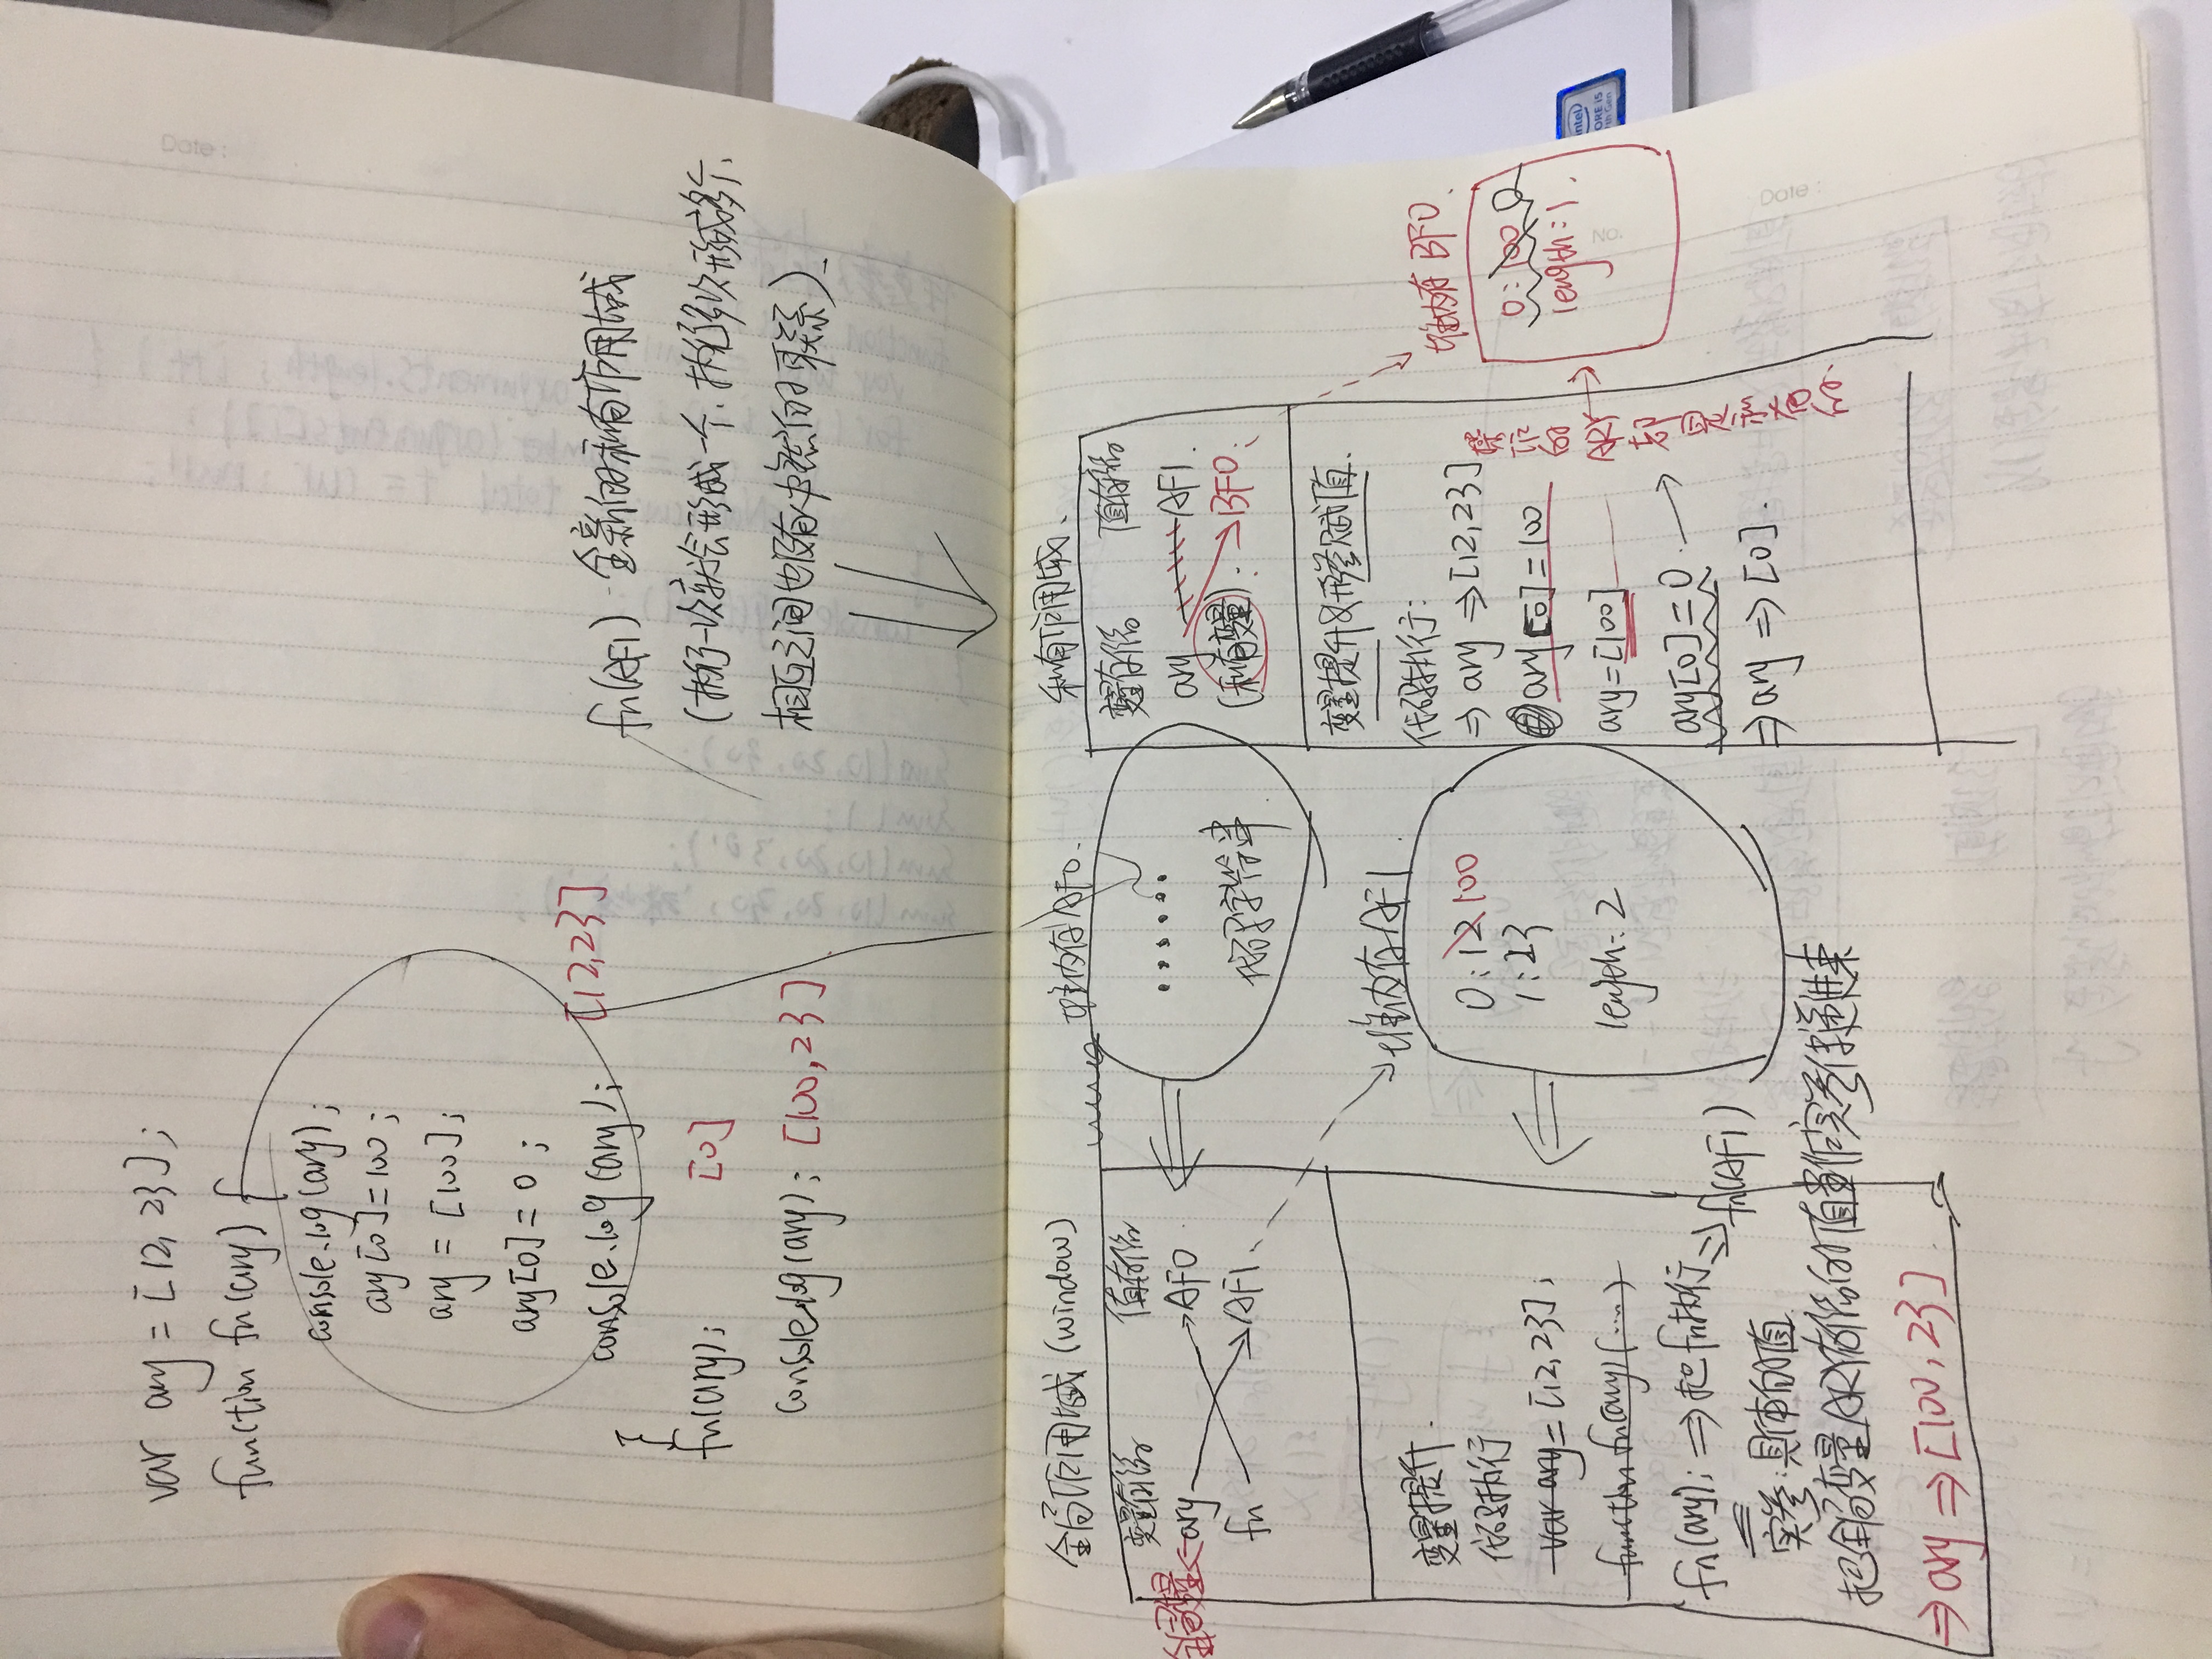 var ary = [12, 23];
function fn(ary) {
console.log(ary);
ary[0]=100;
ary = [100];
ary[0]=0;
console.log(ary); [12,23]
}
fn(ary); [0]
console.log(ary); [100,23]
fn(AF1) 全新的私有作用域
(执行一次就会形成一个,执行多次形成多个,
相互之间也没有必然的联系)
全局作用域 (window)
变量存储 值存储
全局变量 ary AF0
fn AF1
变量提升
代码执行
var ary = [12,23];
function fn(ary) {...}
fn(ary); ⇒ 把fn执行 ⇒ fn(AF1)
实参:具体的值
把全局变量ARY存储的值当作实参传递进来
⇒ ary ⇒ [100,23]
堆内存AF0
......
代码字符串
堆内存AF1
0:12 100
1:23
length:2
私有作用域
变量存储 值存储
ary AF1
(私有变量) BF0;
变量提升&形参赋值
代码执行:
⇒ ary ⇒ [12,23]
ary[0]=100
ary=[100]
ary[0]=0
⇒ ary ⇒ [0]
ARY都是私有的
堆内存 BF0
0:100 0
length:1
intel
CORE i5
7th Gen
Date:
No.
Date: